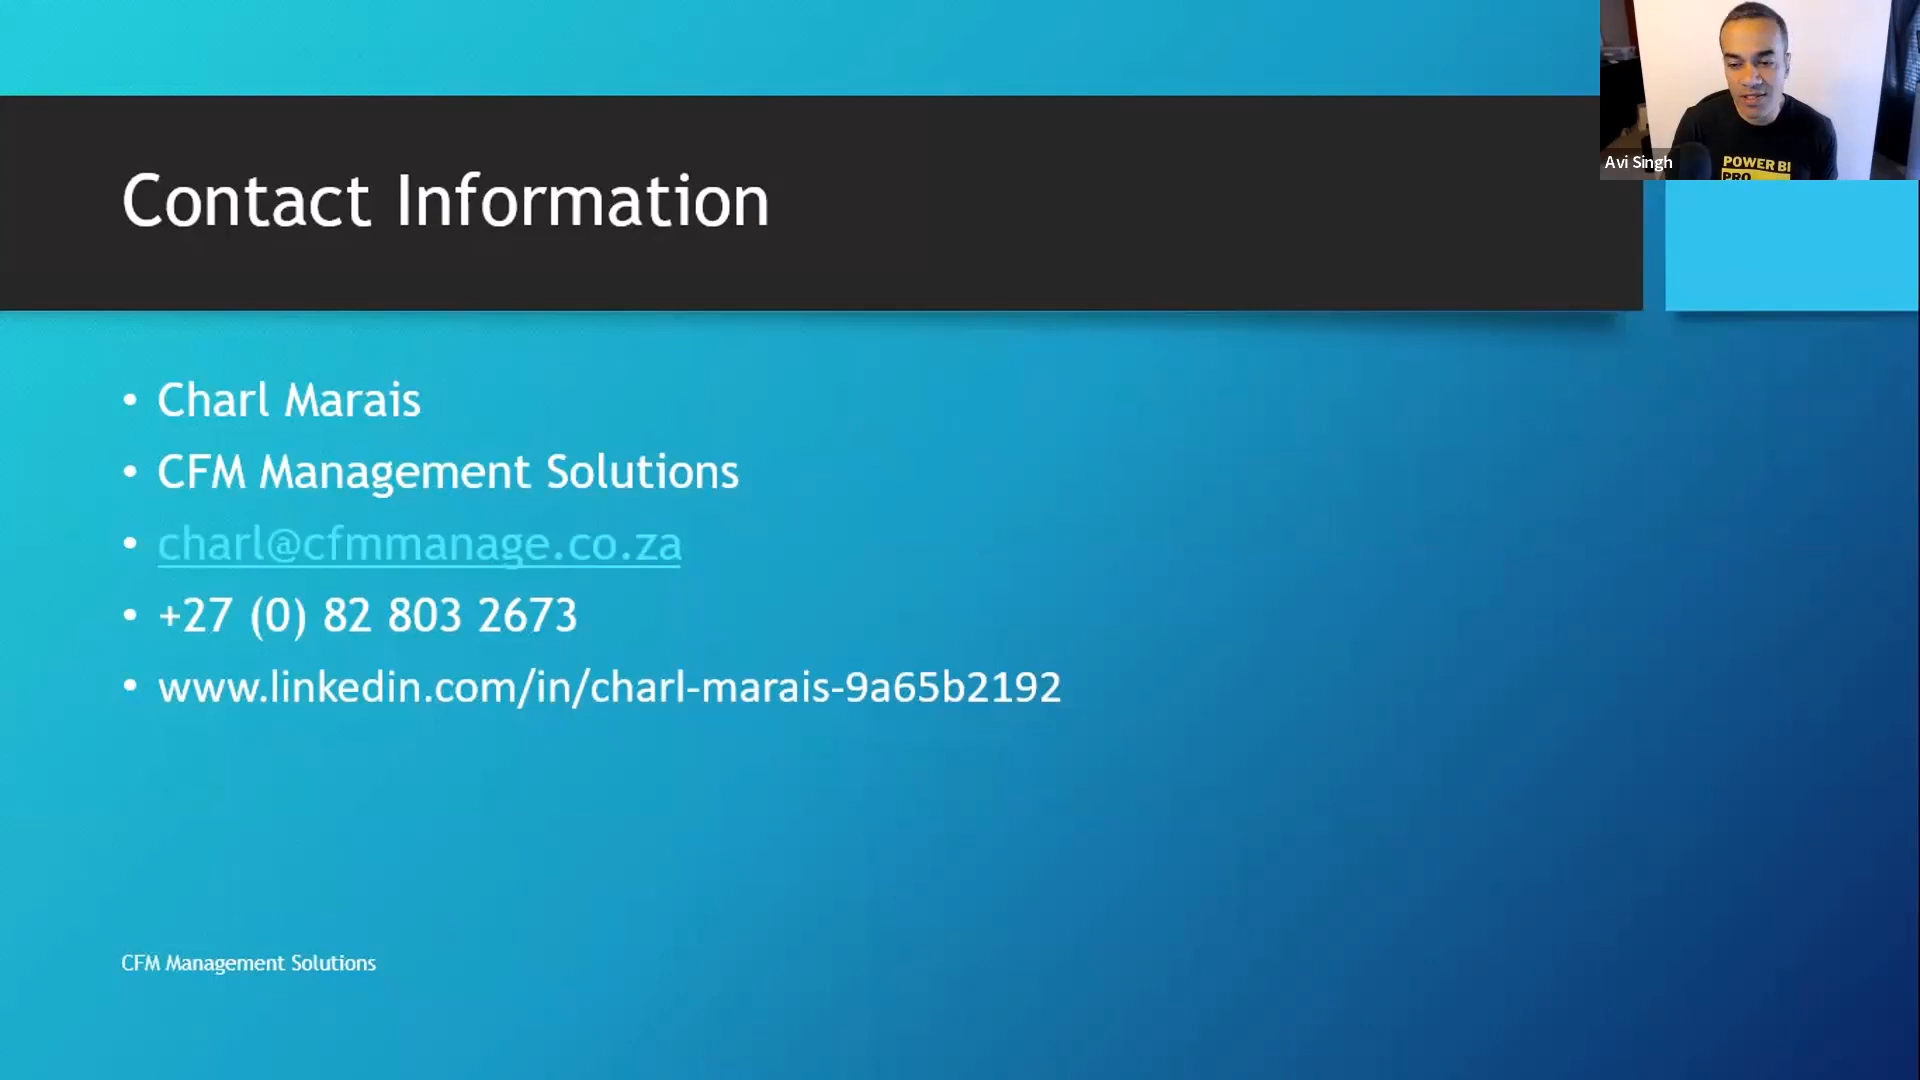 Contact Information
Avi Singh
POWER BI
PRO
• Charl Marais
• CFM Management Solutions
• charl@cfmmanage.co.za
• +27 (0) 82 803 2673
• www.linkedin.com/in/charl-marais-9a65b2192
CFM Management Solutions